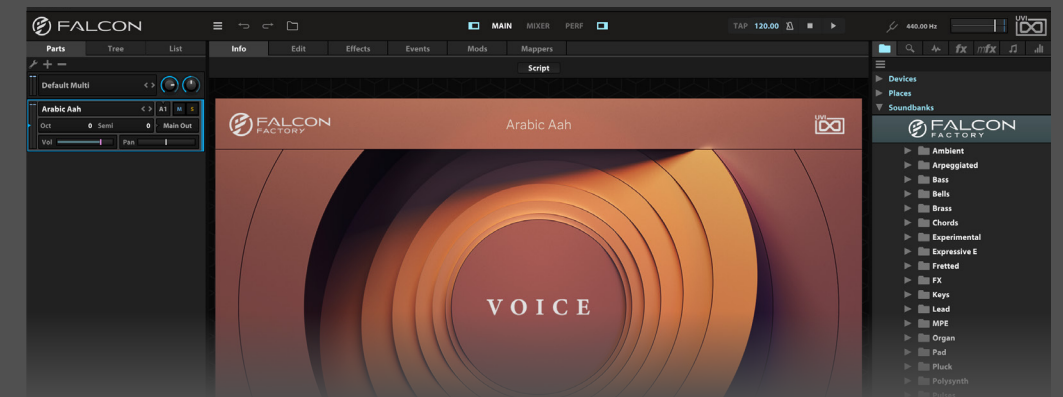 FALCON
MAIN MIXER PERF
TAP 120.00
440.00 Hz
UVI
Parts Tree List
Info Edit Effects Events Mods Mappers
fx mfx
Script
Default Multi
Arabic Aah A1 M S
Oct 0 Semi 0 Main Out
Vol Pan
FALCON
FACTORY
Arabic Aah
UVI
VOICE
Devices
Places
Soundbanks
FALCON
FACTORY
Ambient
Arpeggiated
Bass
Bells
Brass
Chords
Experimental
Expressive E
Fretted
FX
Keys
Lead
MPE
Organ
Pad
Pluck
Polysynth